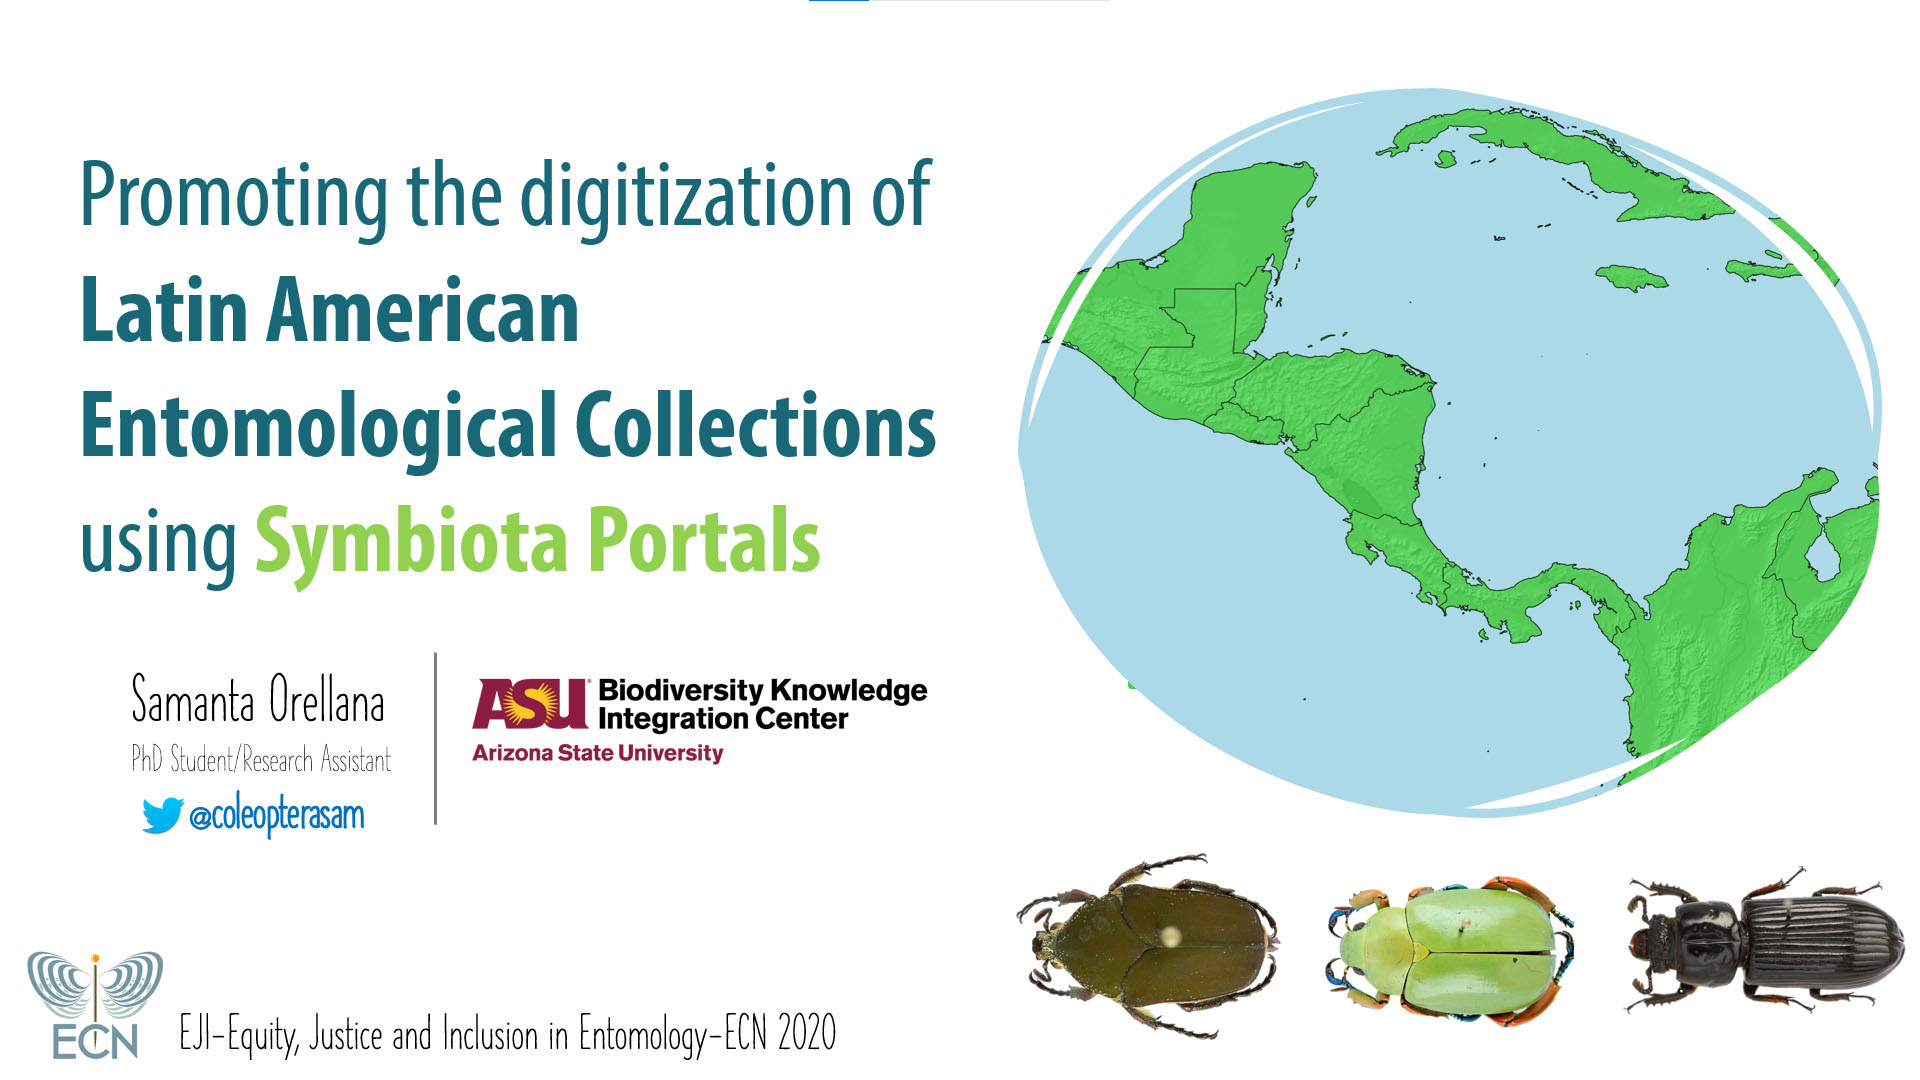 Promoting the digitization of
Latin American
Entomological Collections
using Symbiota Portals
Samanta Orellana
PhD Student/Research Assistant
@coleopterasam
ASU Biodiversity Knowledge
Integration Center
Arizona State University
ECN
EJI-Equity, Justice and Inclusion in Entomology-ECN 2020